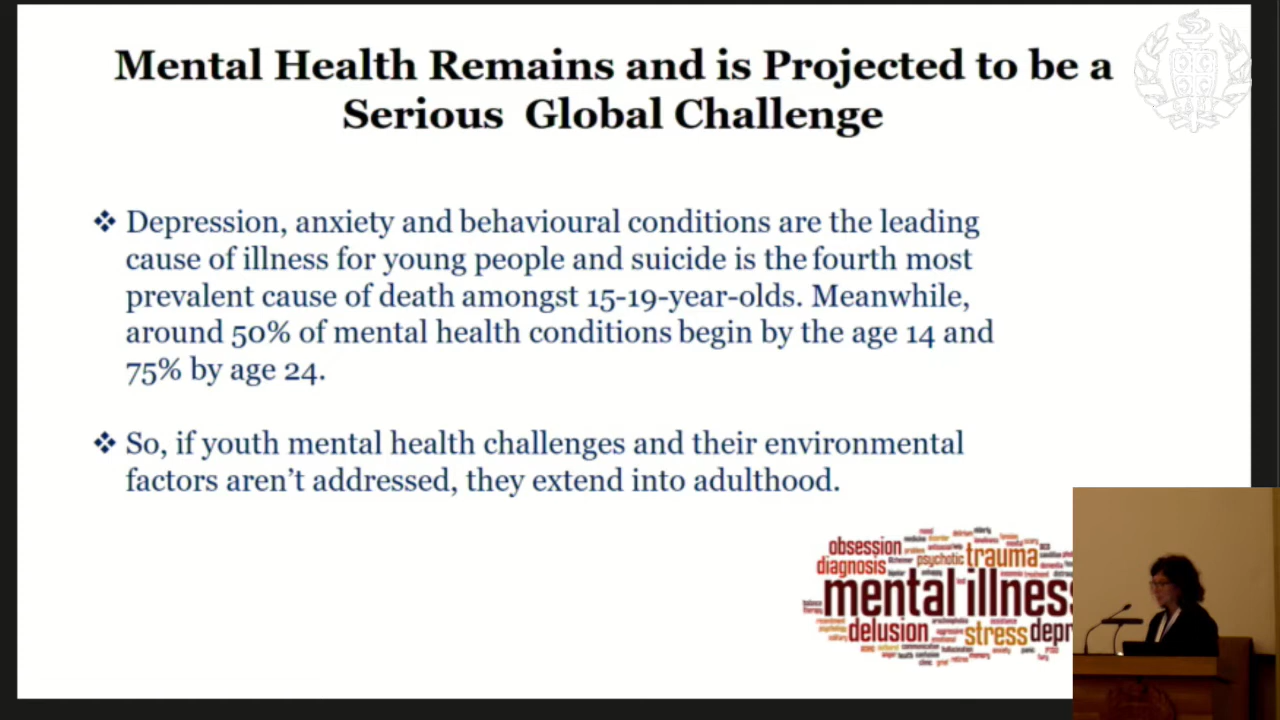 Mental Health Remains and is Projected to be a
Serious Global Challenge
❖ Depression, anxiety and behavioural conditions are the leading
cause of illness for young people and suicide is the fourth most
prevalent cause of death amongst 15-19-year-olds. Meanwhile,
around 50% of mental health conditions begin by the age 14 and
75% by age 24.
❖ So, if youth mental health challenges and their environmental
factors aren't addressed, they extend into adulthood.
obsession
diagnosis
psychotic
trauma
mental illness
delusion
stress